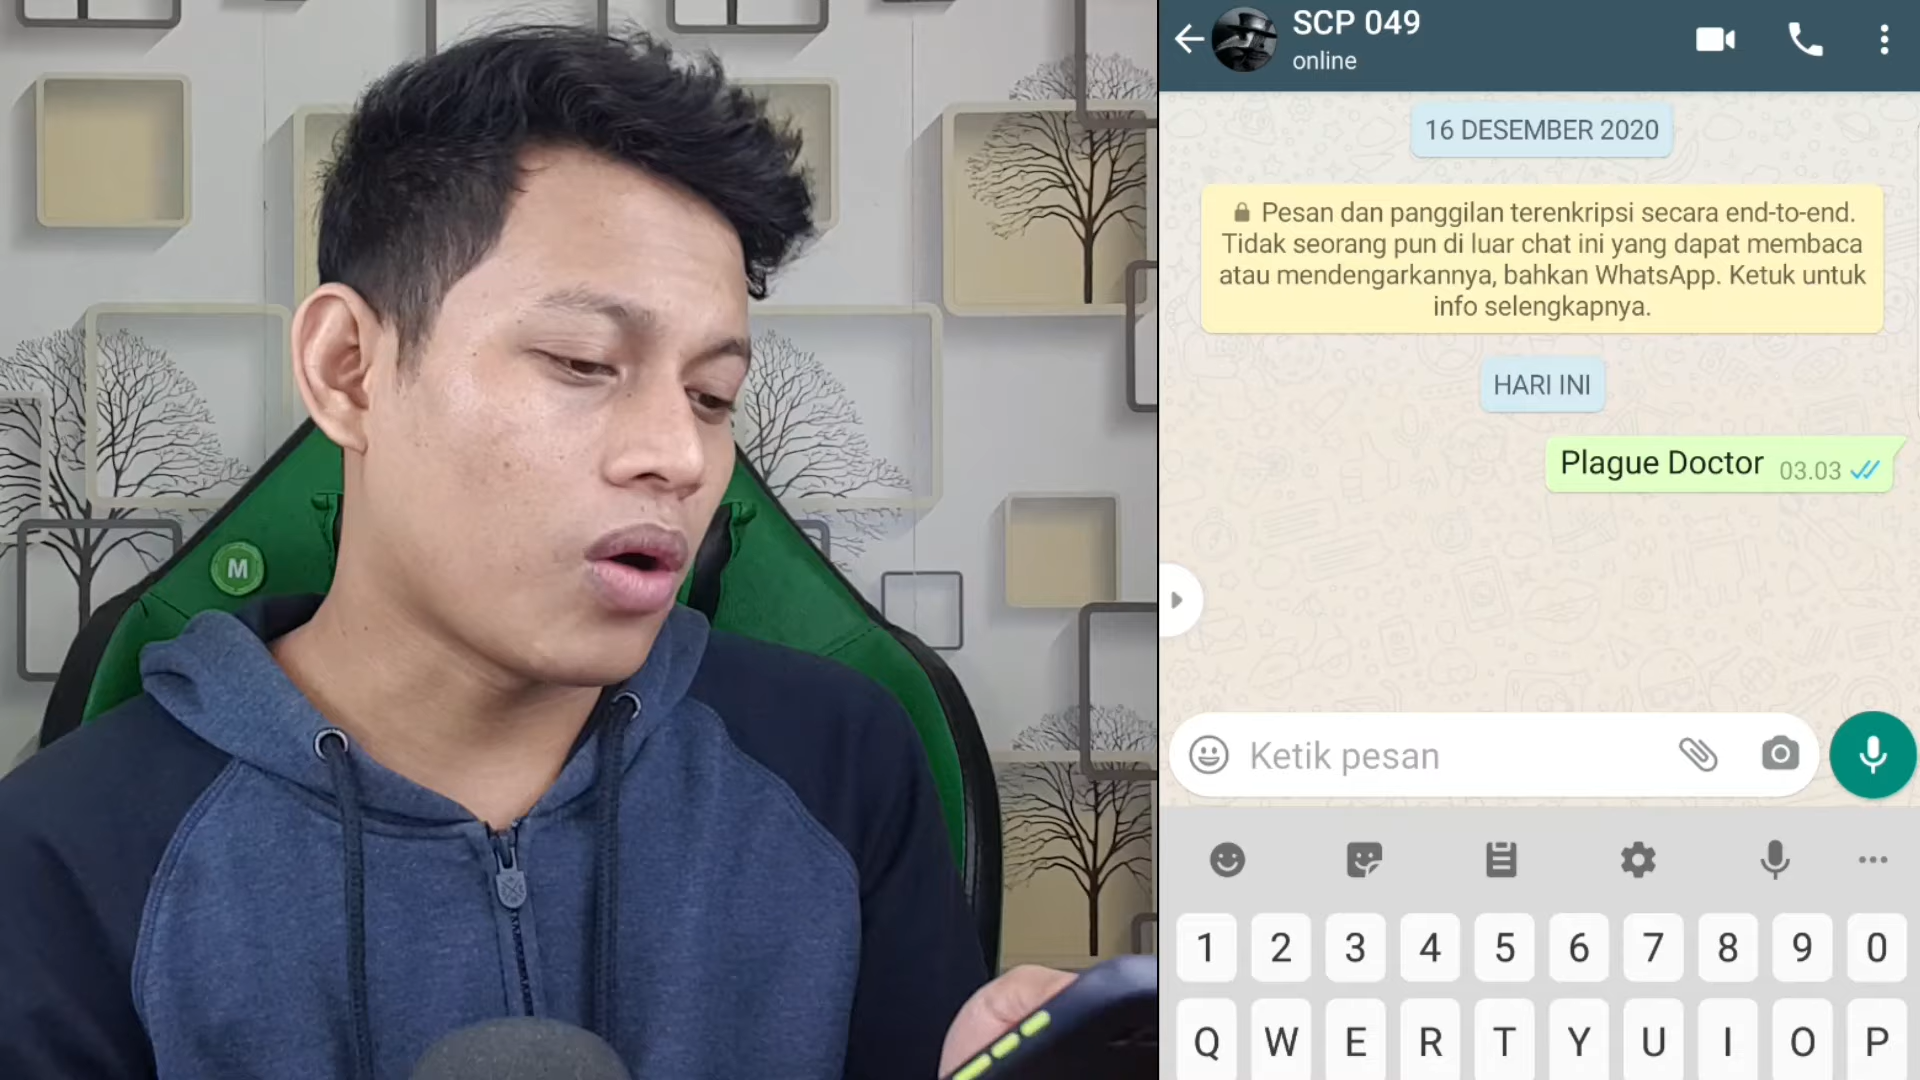 SCP 049
online
16 DESEMBER 2020
Pesan dan panggilan terenkripsi secara end-to-end.
Tidak seorang pun di luar chat ini yang dapat membaca
atau mendengarkannya, bahkan WhatsApp. Ketuk untuk
info selengkapnya.
HARI INI
Plague Doctor 03.03
M
Ketik pesan
1 2 3 4 5 6 7 8 9 0
Q W E R T Y U I O P